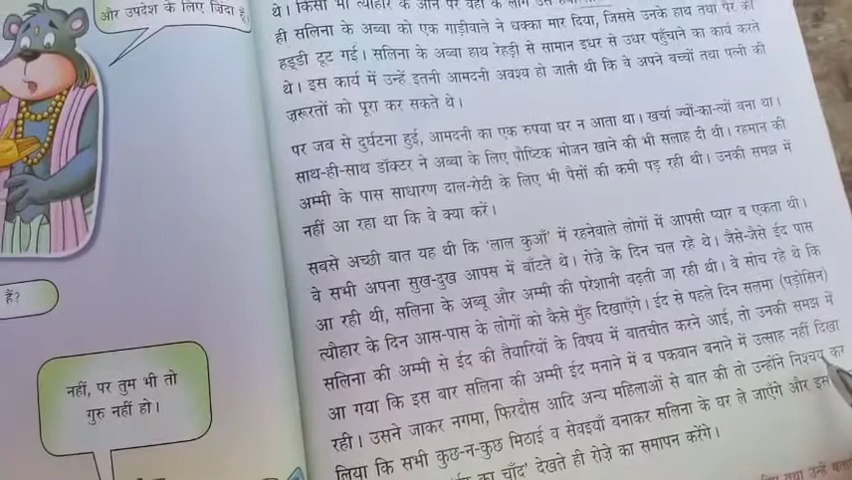 और उपदेश के लिए ज़िंदा है
हैं?
नहीं, पर तुम भी तो
गुरु नहीं हो।
थे। किसी भी त्योहार के आने पर वहाँ के लोग
ही सलिना के अब्बा को एक गाड़ीवाले ने धक्का मार दिया, जिससे उनके हाथ तथा पैर की
हड्डी टूट गई। सलिना के अब्बा हाथ रेहड़ी से सामान इधर से उधर पहुँचाने का कार्य करते
थे। इस कार्य में उन्हें इतनी आमदनी अवश्य हो जाती थी कि वे अपने बच्चों तथा पत्नी की
ज़रूरतों को पूरा कर सकते थे।
पर जब से दुर्घटना हुई, आमदनी का एक रुपया घर न आता था। खर्चा ज्यों-का-त्यों बना था।
साथ-ही-साथ डॉक्टर ने अब्बा के लिए पौष्टिक भोजन खाने की भी सलाह दी थी। रहमान की
अम्मी के पास साधारण दाल-रोटी के लिए भी पैसों की कमी पड़ रही थी। उनकी समझ में
नहीं आ रहा था कि वे क्या करें।
सबसे अच्छी बात यह थी कि 'लाल कुआँ' में रहनेवाले लोगों में आपसी प्यार व एकता थी।
वे सभी अपना सुख-दुख आपस में बाँटते थे। रोज़े के दिन चल रहे थे। जैसे-जैसे ईद पास
आ रही थी, सलिना के अब्बू और अम्मी की परेशानी बढ़ती जा रही थी। वे सोच रहे थे कि
त्यौहार के दिन आस-पास के लोगों को कैसे मुँह दिखाएँगे। ईद से पहले दिन सलमा (पड़ोसिन)
सलिना की अम्मी से ईद की तैयारियों के विषय में बातचीत करने आई, तो उनकी समझ में
आ गया कि इस बार सलिना की अम्मी ईद मनाने में व पकवान बनाने में उत्साह नहीं दिखा
रही। उसने जाकर नगमा, फिरदौस आदि अन्य महिलाओं से बात की तो उन्होंने निश्चय कर
लिया कि सभी कुछ-न-कुछ मिठाई व सेवइयाँ बनाकर सलिना के घर ले जाएँगे और इस
का चाँद' देखते ही रोज़े का समापन करेंगे।